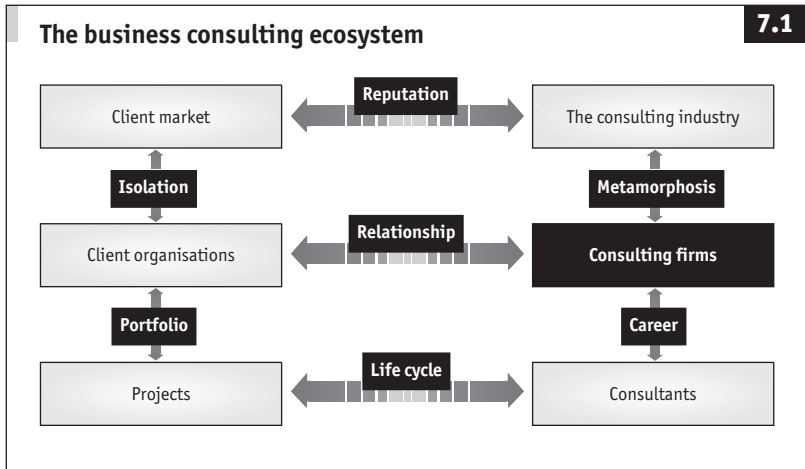 The business consulting ecosystem
7.1
Reputation
Client market
The consulting industry
Isolation
Metamorphosis
Relationship
Client organisations
Consulting firms
Portfolio
Career
Life cycle
Projects
Consultants